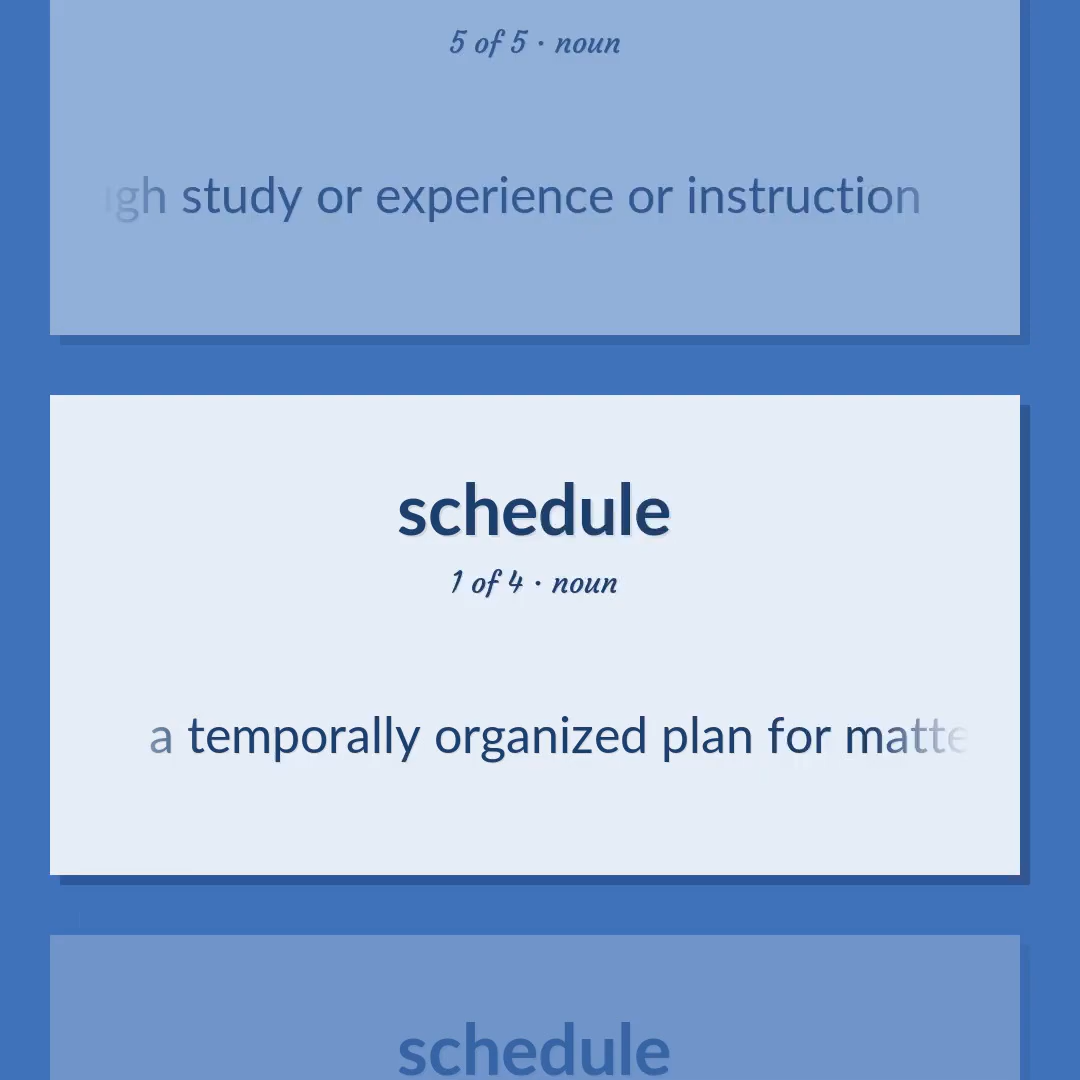 5 of 5 · noun
study or experience or instruction
schedule
1 of 4 · noun
a temporally organized plan for matte
schedule